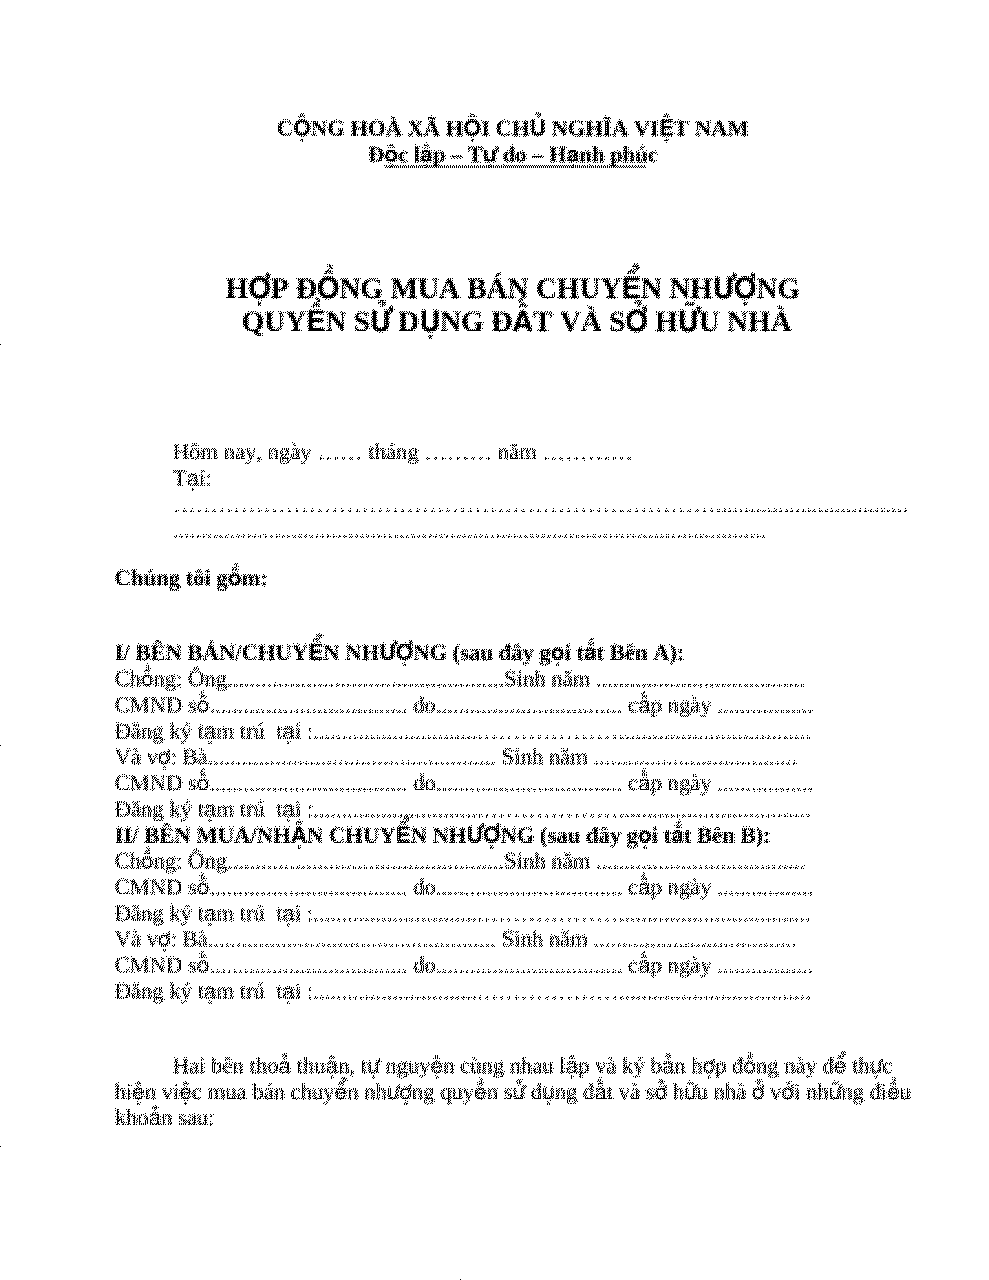 CỘNG HOÀ XÃ HỘI CHỦ NGHĨA VIỆT NAM
Độc lập – Tự do – Hạnh phúc
HỢP ĐỒNG MUA BÁN CHUYỂN NHƯỢNG
QUYỀN SỬ DỤNG ĐẤT VÀ SỞ HỮU NHÀ
Hôm nay, ngày ...... tháng ......... năm ............
Tại:
........................................................................................................................
........................................................................................................
Chúng tôi gồm:
I/ BÊN BÁN/CHUYỂN NHƯỢNG (sau đây gọi tắt Bên A):
Chồng: Ông..................................................Sinh năm ......................................
CMND số.................................... do.................................. cấp ngày .................
Đăng ký tạm trú tại :..........................................................................................
Và vợ: Bà.................................................... Sinh năm .....................................
CMND số.................................... do.................................. cấp ngày .................
Đăng ký tạm trú tại :..........................................................................................
II/ BÊN MUA/NHẬN CHUYỂN NHƯỢNG (sau đây gọi tắt Bên B):
Chồng: Ông..................................................Sinh năm ......................................
CMND số.................................... do.................................. cấp ngày .................
Đăng ký tạm trú tại :..........................................................................................
Và vợ: Bà.................................................... Sinh năm .....................................
CMND số.................................... do.................................. cấp ngày .................
Đăng ký tạm trú tại :..........................................................................................
Hai bên thoả thuận, tự nguyện cùng nhau lập và ký bản hợp đồng này để thực
hiện việc mua bán chuyển nhượng quyền sử dụng đất và sở hữu nhà ở với những điều
khoản sau: